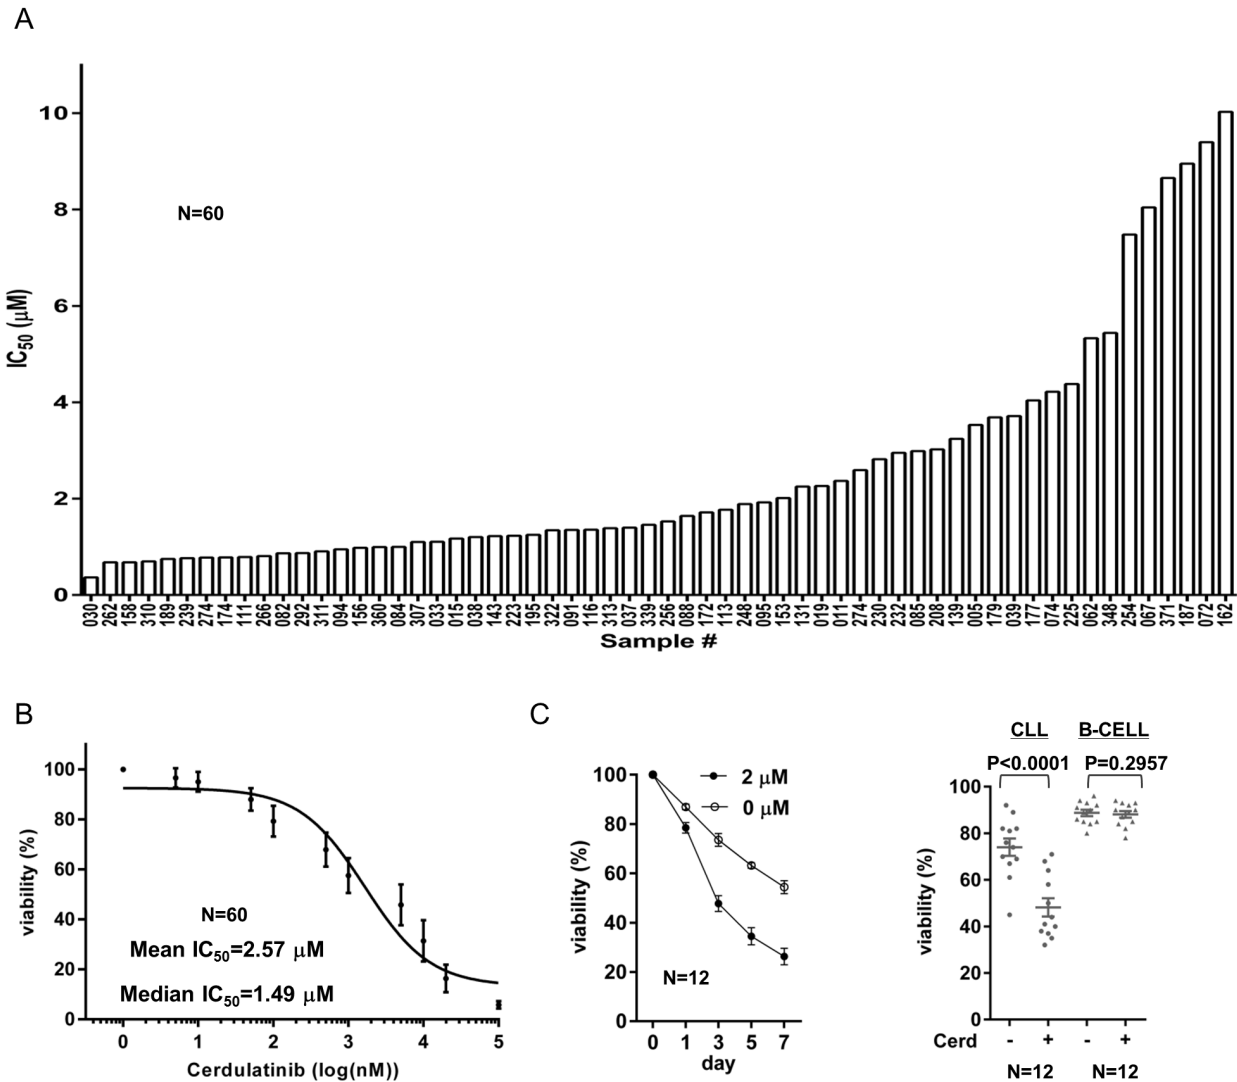 A
10
8
6
4
2
0
IC50 (μM)
N=60
030 262 158 310 189 239 274 174 111 266 082 292 311 094 156 360 084 307 033 015 038 143 223 195 322 091 116 313 037 339 256 088 172 113 248 095 153 131 019 011 274 230 232 085 208 139 005 179 039 177 074 225 062 348 254 067 371 187 072 162
Sample #
B
100
80
60
40
20
0
viability (%)
N=60
Mean IC50=2.57 μM
Median IC50=1.49 μM
0 1 2 3 4 5
Cerdulatinib (log(nM))
C
100
80
60
40
20
0
viability (%)
2 μM
0 μM
N=12
0 1 3 5 7
day
CLL B-CELL
P<0.0001 P=0.2957
100
80
60
40
20
0
viability (%)
Cerd - + - +
N=12 N=12